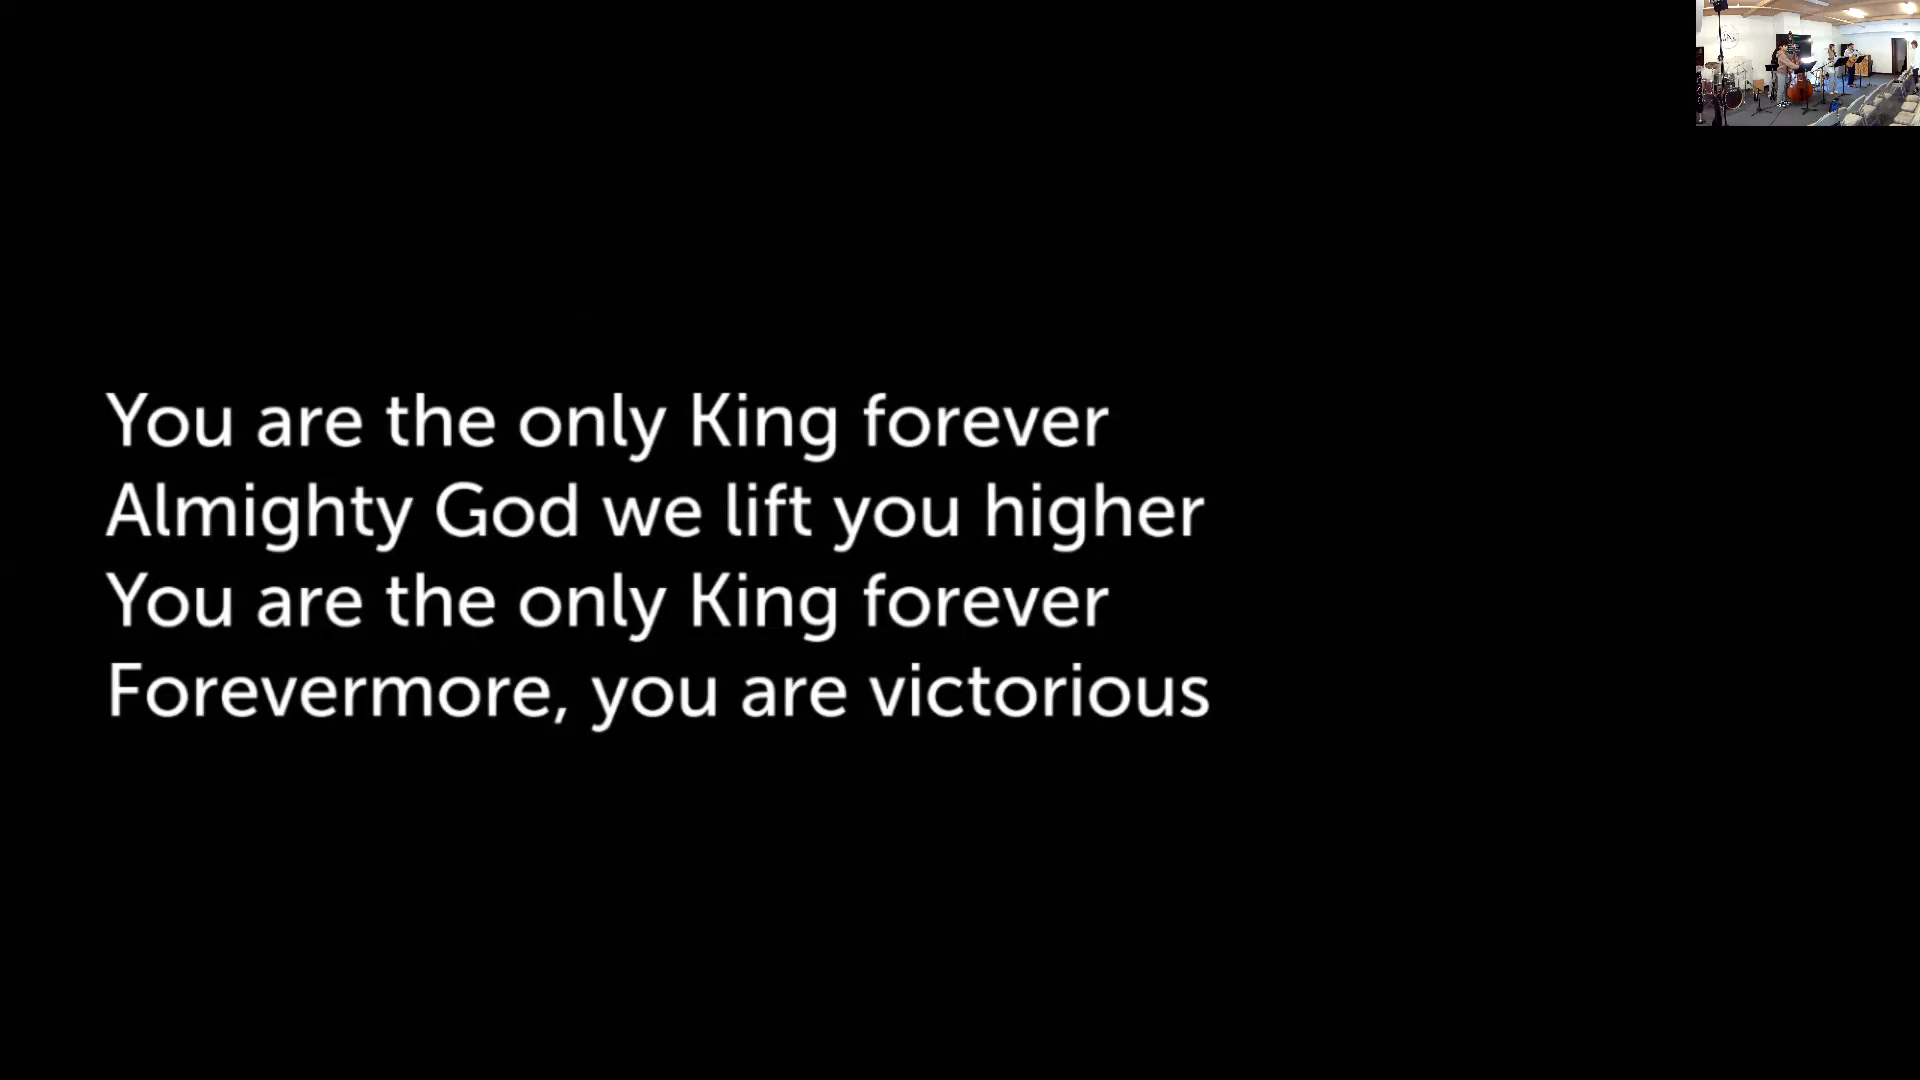 You are the only King forever
Almighty God we lift you higher
You are the only King forever
Forevermore, you are victorious